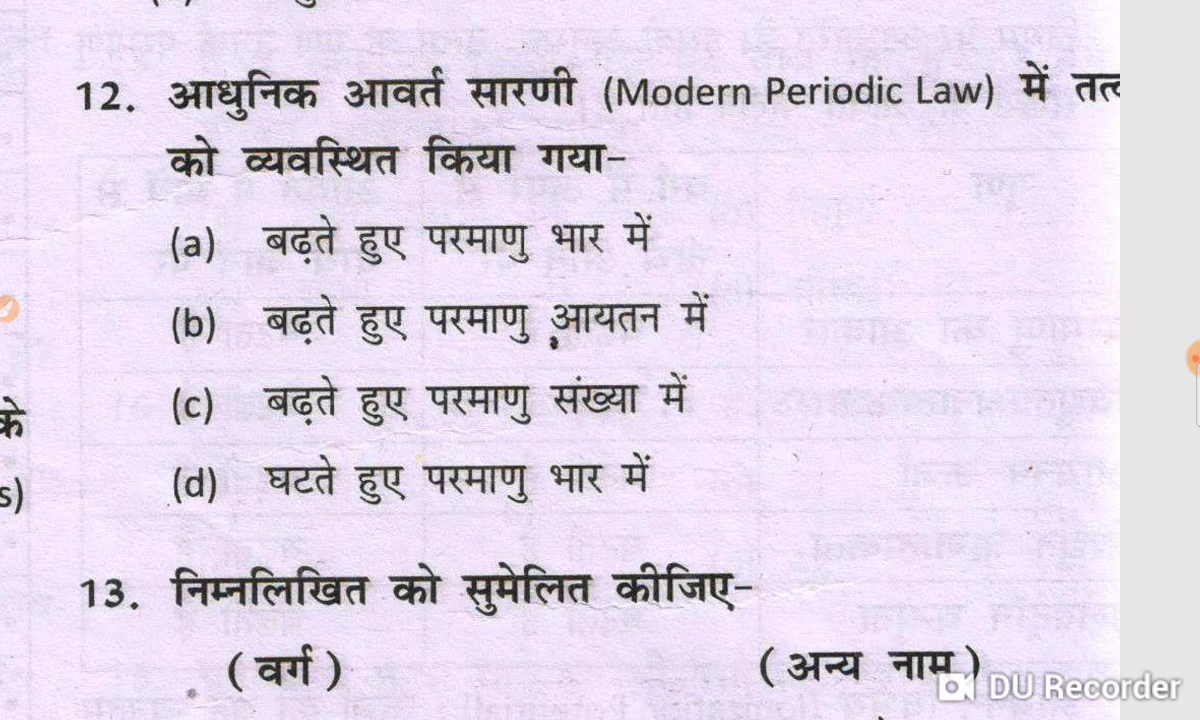 12. आधुनिक आवर्त सारणी (Modern Periodic Law) में
को व्यवस्थित किया गया-
(a) बढ़ते हुए परमाणु भार में
(b) बढ़ते हुए परमाणु आयतन में
(c) बढ़ते हुए परमाणु संख्या में
के
(d) घटते हुए परमाणु भार में
s)
13. निम्नलिखित को सुमेलित कीजिए-
( वर्ग ) ( अन्य नाम )
DU Recorder